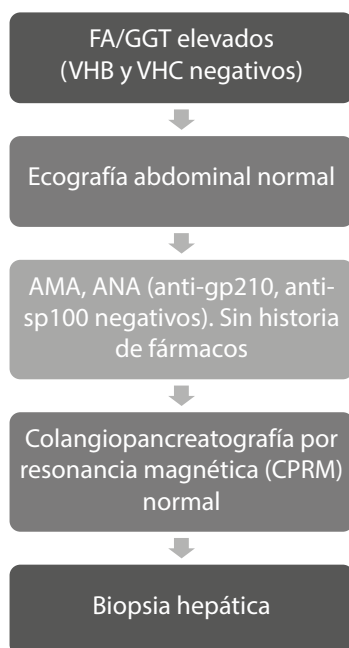 FA/GGT elevados
(VHB y VHC negativos)
Ecografía abdominal normal
AMA, ANA (anti-gp210, anti-
sp100 negativos). Sin historia
de fármacos
Colangiopancreatografía por
resonancia magnética (CPRM)
normal
Biopsia hepática